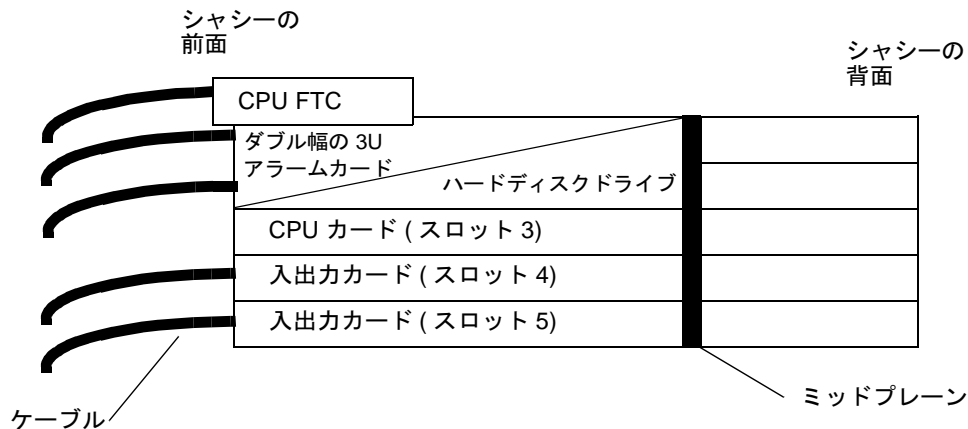 シャシーの
前面
シャシーの
背面
CPU FTC
ダブル幅の 3U
アラームカード
ハードディスクドライブ
CPU カード ( スロット 3)
入出力カード ( スロット 4)
入出力カード ( スロット 5)
ミッドプレーン
ケーブル